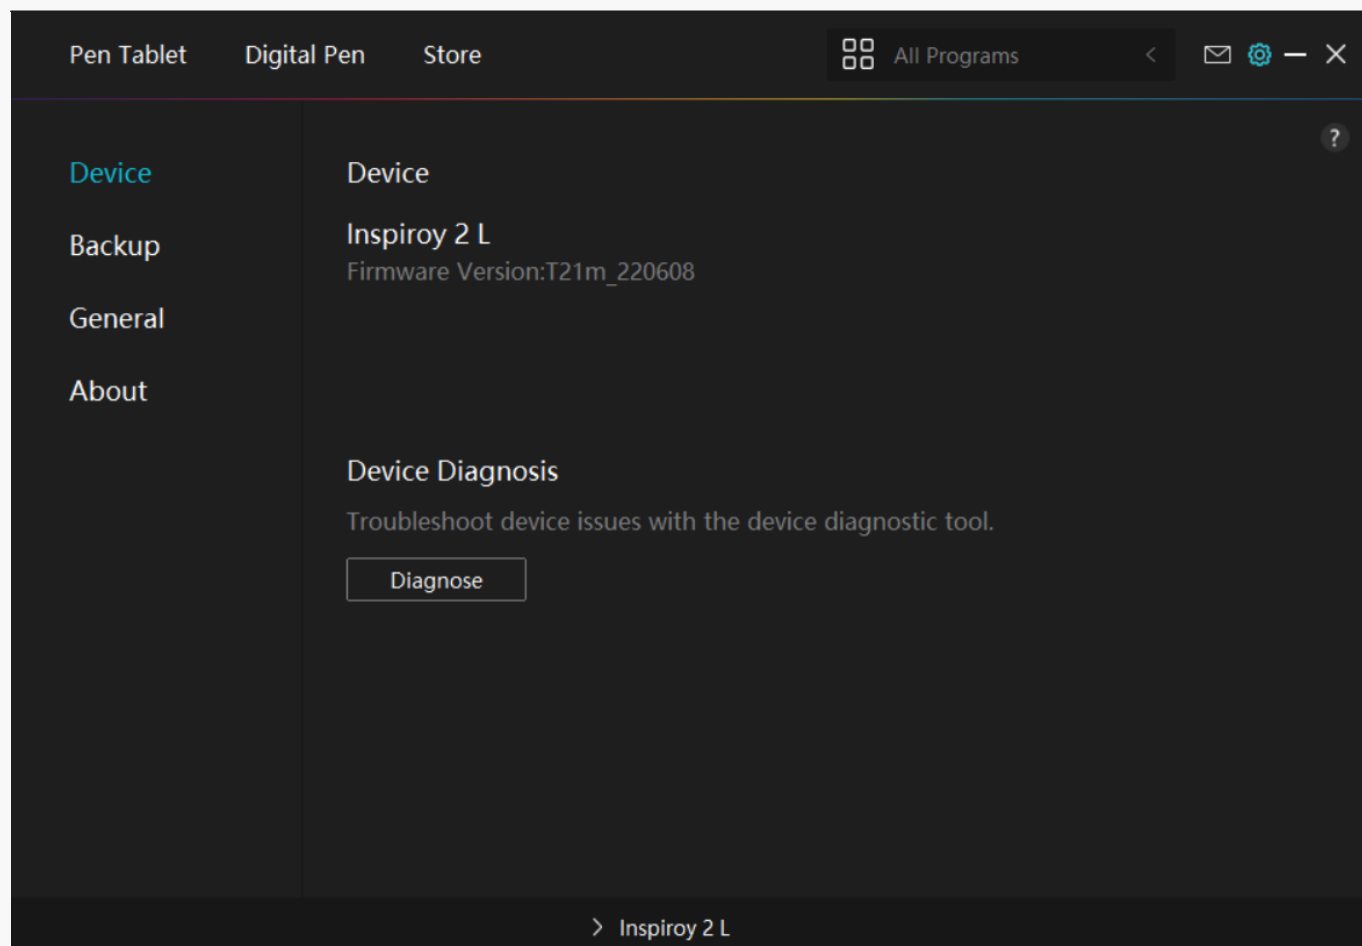 Pen Tablet Digital Pen Store All Programs
?
Device
Backup
General
About
Device
Inspiroy 2 L
Firmware Version:T21m_220608
Device Diagnosis
Troubleshoot device issues with the device diagnostic tool.
Diagnose
Inspiroy 2 L